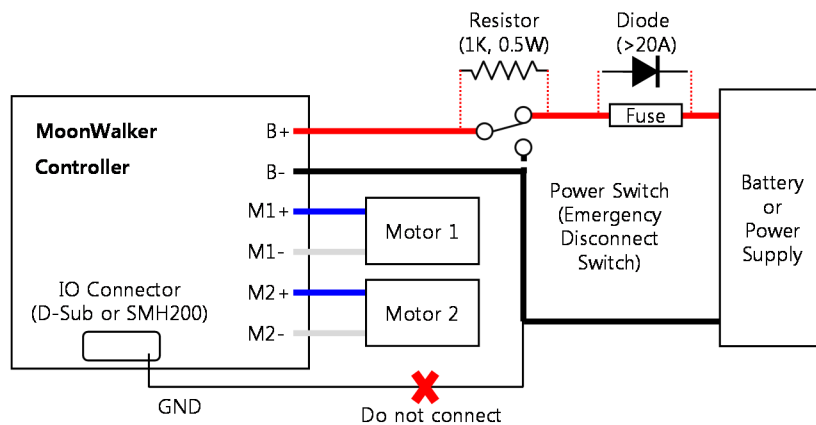 Resistor
(1K, 0.5W)
Diode
(>20A)
MoonWalker
Controller
B+
B-
M1+
M1-
M2+
M2-
Motor 1
Motor 2
IO Connector
(D-Sub or SMH200)
GND
Do not connect
Fuse
Power Switch
(Emergency
Disconnect
Switch)
Battery
or
Power
Supply